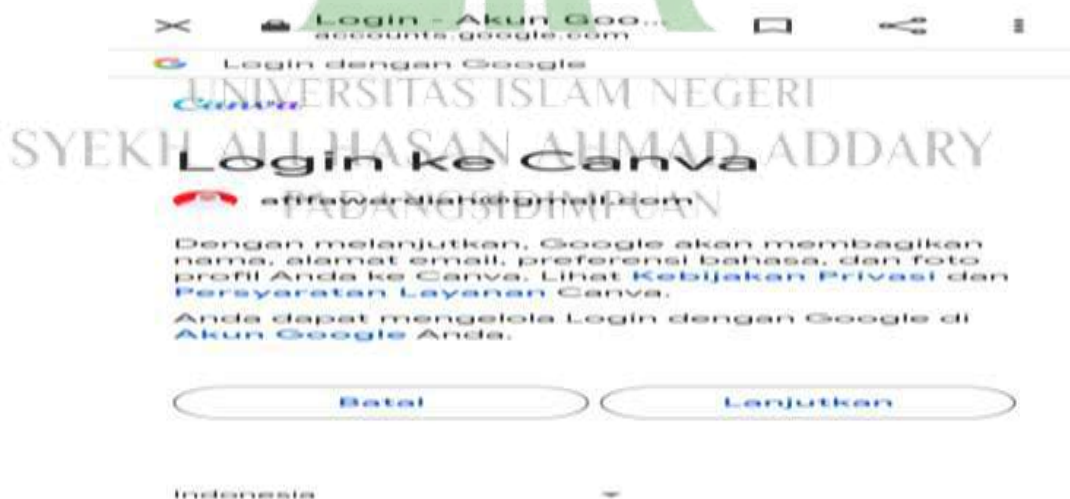 Login - Akun Goo...
accounts.google.com
Login dengan Google
UNIVERSITAS ISLAM NEGERI
Canva
SYEKH ALI HASAN AHMAD ADDARY
Login ke Canva
PADANGSIDIMPUAN
afifawardiah@gmail.com
Dengan melanjutkan, Google akan membagikan
nama, alamat email, preferensi bahasa, dan foto
profil Anda ke Canva. Lihat Kebijakan Privasi dan
Persyaratan Layanan Canva.
Anda dapat mengelola Login dengan Google di
Akun Google Anda.
Batal
Lanjutkan
Indonesia